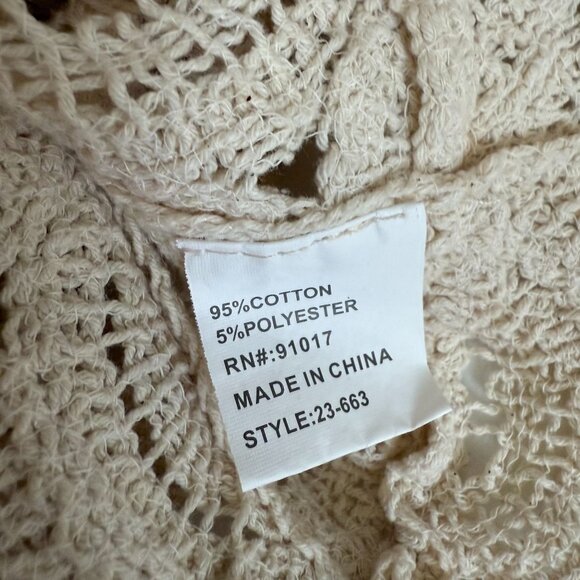 95%COTTON
5%POLYESTER
RN#:91017
MADE IN CHINA
STYLE:23-663